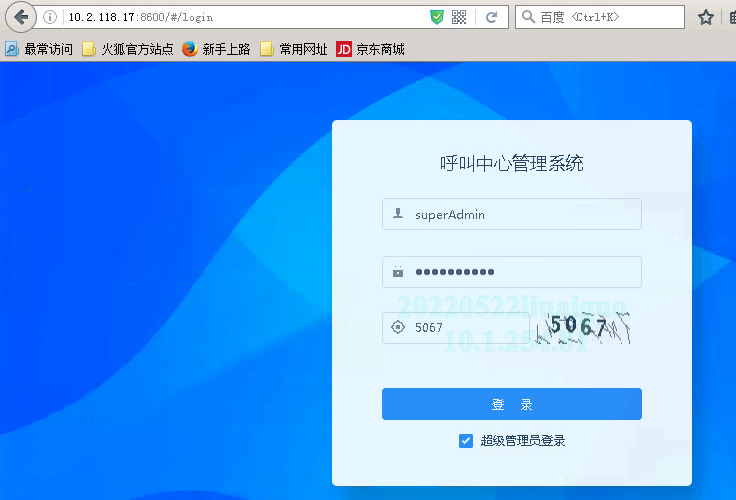 10.2.118.17:8600/#/login
百度 <Ctrl+K>
最常访问 火狐官方站点 新手上路 常用网址 JD 京东商城
呼叫中心管理系统
superAdmin
20220522liuaiguo
5067 5067
10.1.254.61
登 录
超级管理员登录